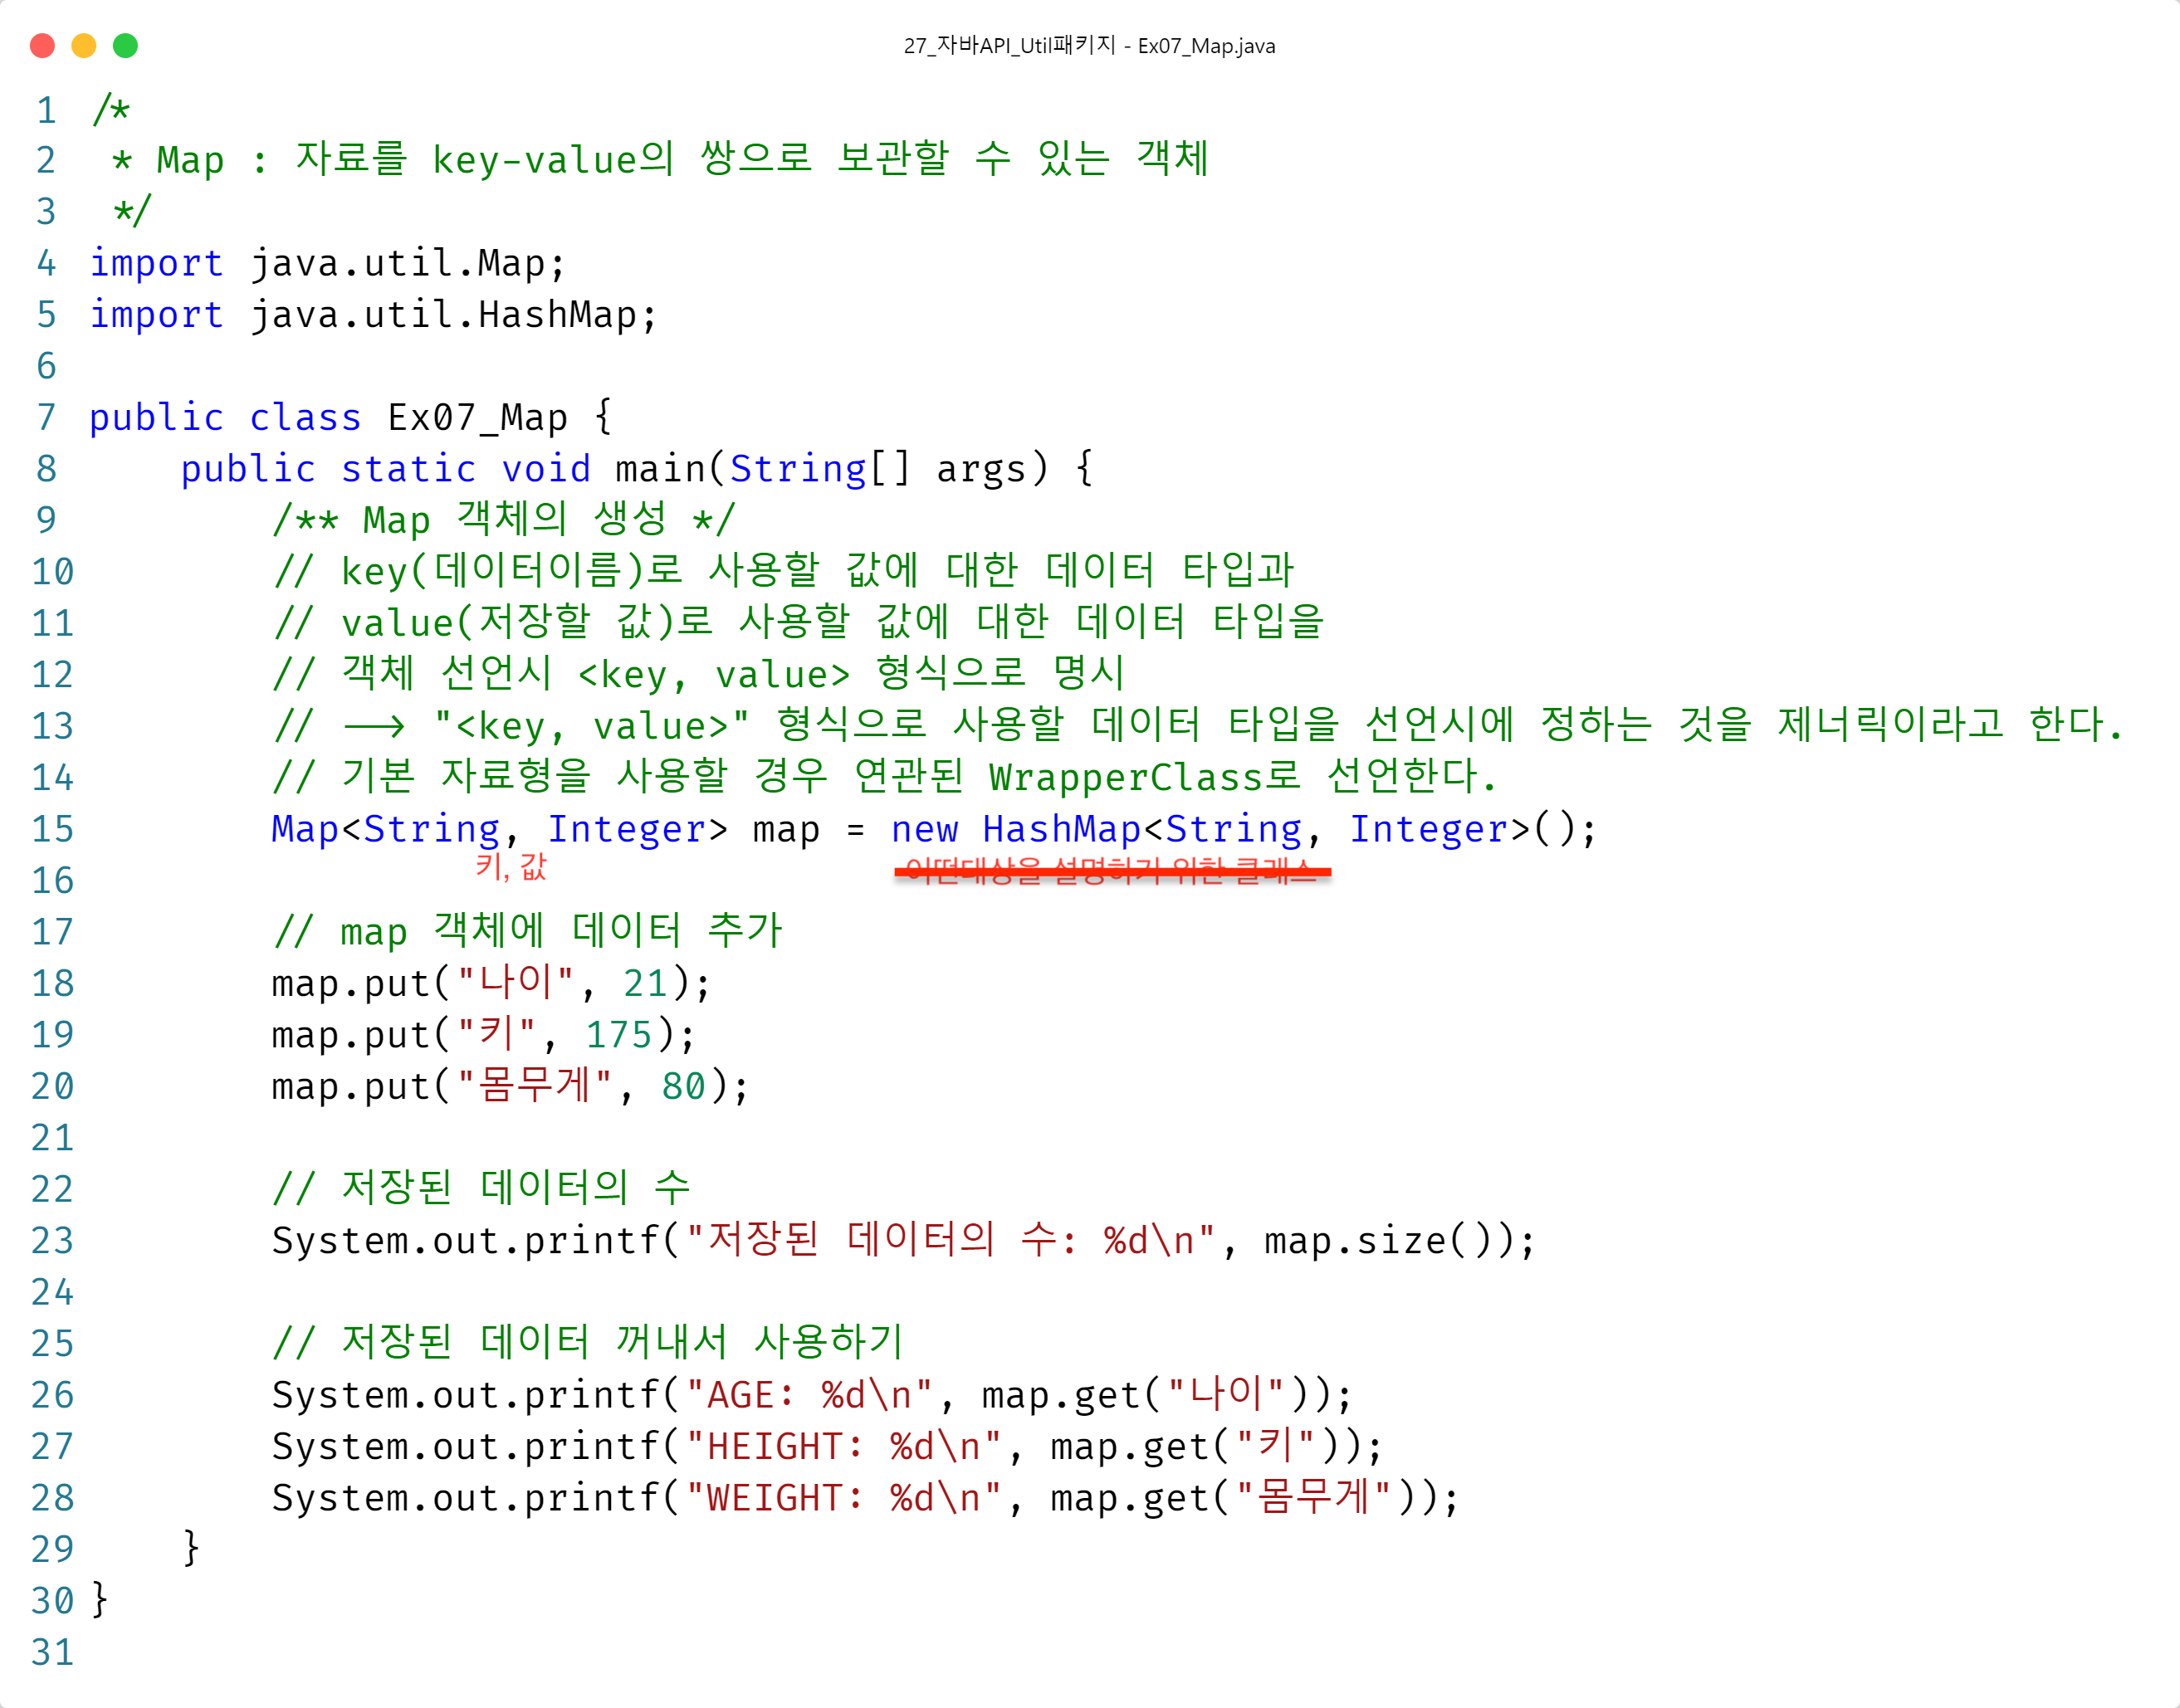 27_자바API_Util패키지 - Ex07_Map.java
1 /*
2  * Map : 자료를 key-value의 쌍으로 보관할 수 있는 객체
3  */
4 import java.util.Map;
5 import java.util.HashMap;
6
7 public class Ex07_Map {
8     public static void main(String[] args) {
9         /** Map 객체의 생성 */
10         // key(데이터이름)로 사용할 값에 대한 데이터 타입과
11         // value(저장할 값)로 사용할 값에 대한 데이터 타입을
12         // 객체 선언시 <key, value> 형식으로 명시
13         // --> "<key, value>" 형식으로 사용할 데이터 타입을 선언시에 정하는 것을 제너릭이라고 한다.
14         // 기본 자료형을 사용할 경우 연관된 WrapperClass로 선언한다.
15         Map<String, Integer> map = new HashMap<String, Integer>();
키, 값 어떤대상을 설명하기 위한 클래스
16
17         // map 객체에 데이터 추가
18         map.put("나이", 21);
19         map.put("키", 175);
20         map.put("몸무게", 80);
21
22         // 저장된 데이터의 수
23         System.out.printf("저장된 데이터의 수: %d\n", map.size());
24
25         // 저장된 데이터 꺼내서 사용하기
26         System.out.printf("AGE: %d\n", map.get("나이"));
27         System.out.printf("HEIGHT: %d\n", map.get("키"));
28         System.out.printf("WEIGHT: %d\n", map.get("몸무게"));
29     }
30 }
31